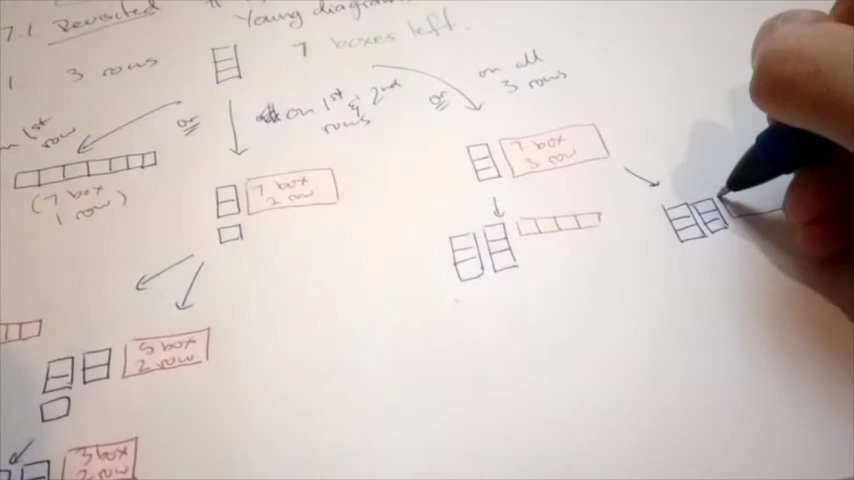 7.1 Revisited
Young diagram
1. 3 rows
7 boxes left.
1st row
or
on 1st & 2nd rows
or
on all 3 rows
(7 box
1 row)
7 box
2 row
7 box
3 row
5 box
2 row
3 box
2 row